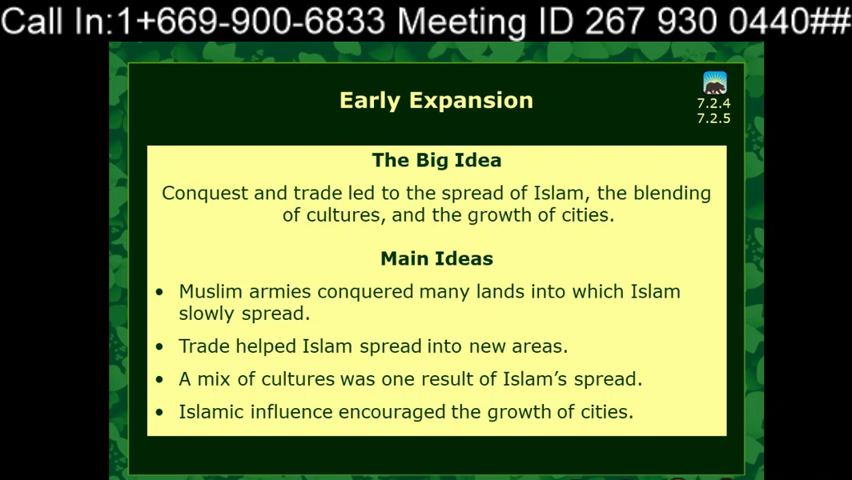 Call In:1+669-900-6833 Meeting ID 267 930 0440##
Early Expansion
7.2.4
7.2.5
The Big Idea
Conquest and trade led to the spread of Islam, the blending
of cultures, and the growth of cities.
Main Ideas
• Muslim armies conquered many lands into which Islam
slowly spread.
• Trade helped Islam spread into new areas.
• A mix of cultures was one result of Islam’s spread.
• Islamic influence encouraged the growth of cities.